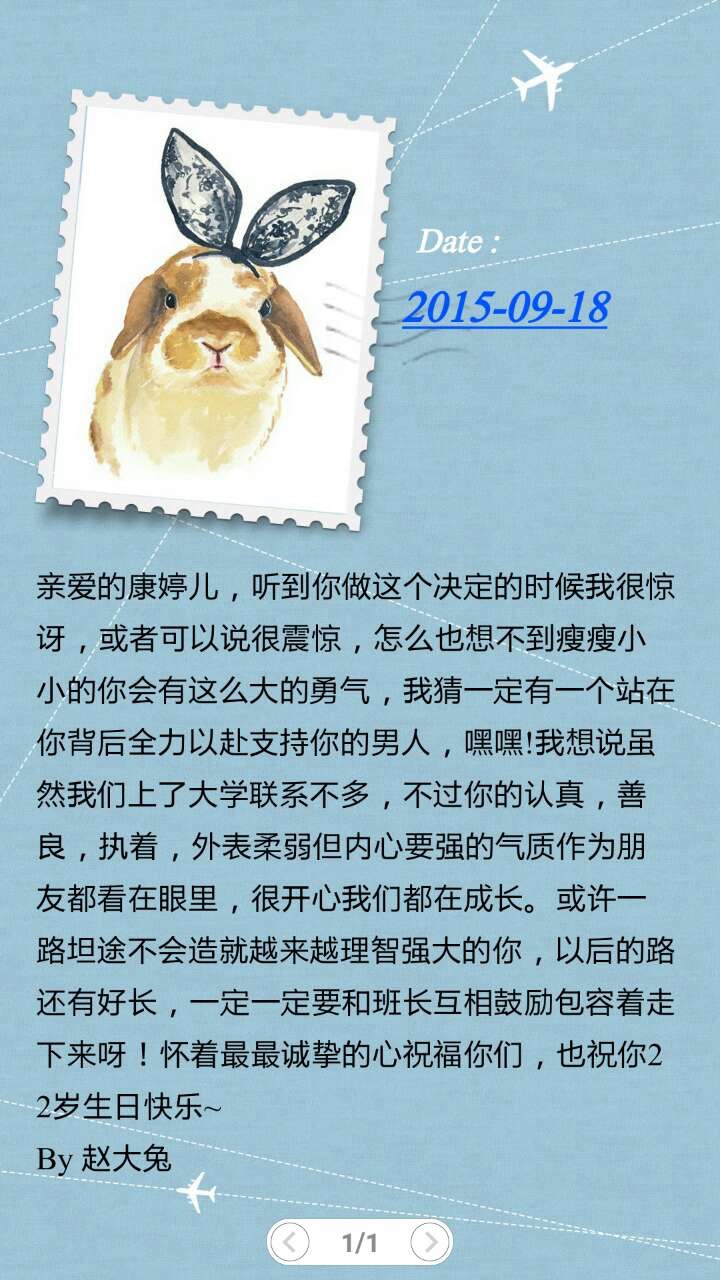 Date :
2015-09-18
亲爱的康婷儿，听到你做这个决定的时候我很惊
讶，或者可以说很震惊，怎么也想不到瘦瘦小
小的你会有这么大的勇气，我猜一定有一个站在
你背后全力以赴支持你的男人，嘿嘿!我想说虽
然我们上了大学联系不多，不过你的认真，善
良，执着，外表柔弱但内心要强的气质作为朋
友都看在眼里，很开心我们都在成长。或许一
路坦途不会造就越来越理智强大的你，以后的路
还有好长，一定一定要和班长互相鼓励包容着走
下来呀！怀着最最诚挚的心祝福你们，也祝你2
2岁生日快乐~
By 赵大兔
1/1